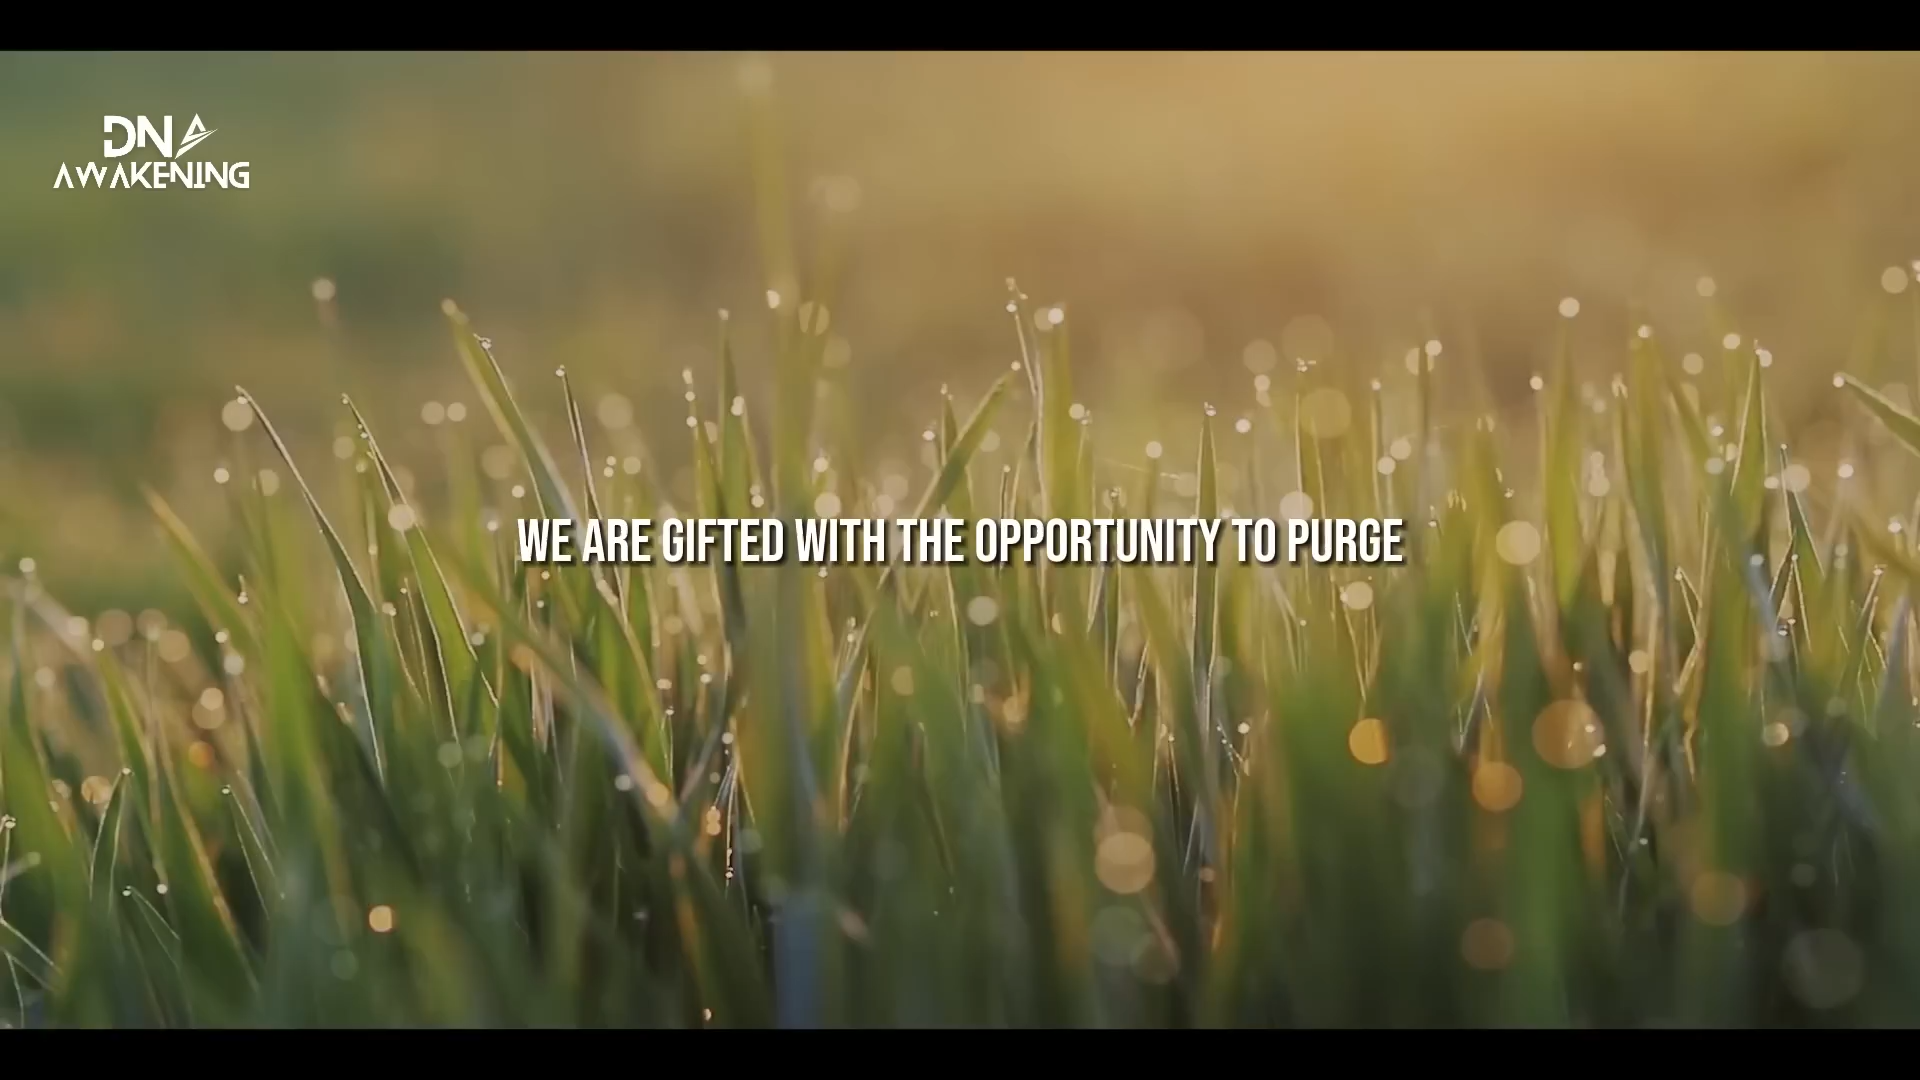 DNA
AWAKENING
WE ARE GIFTED WITH THE OPPORTUNITY TO PURGE